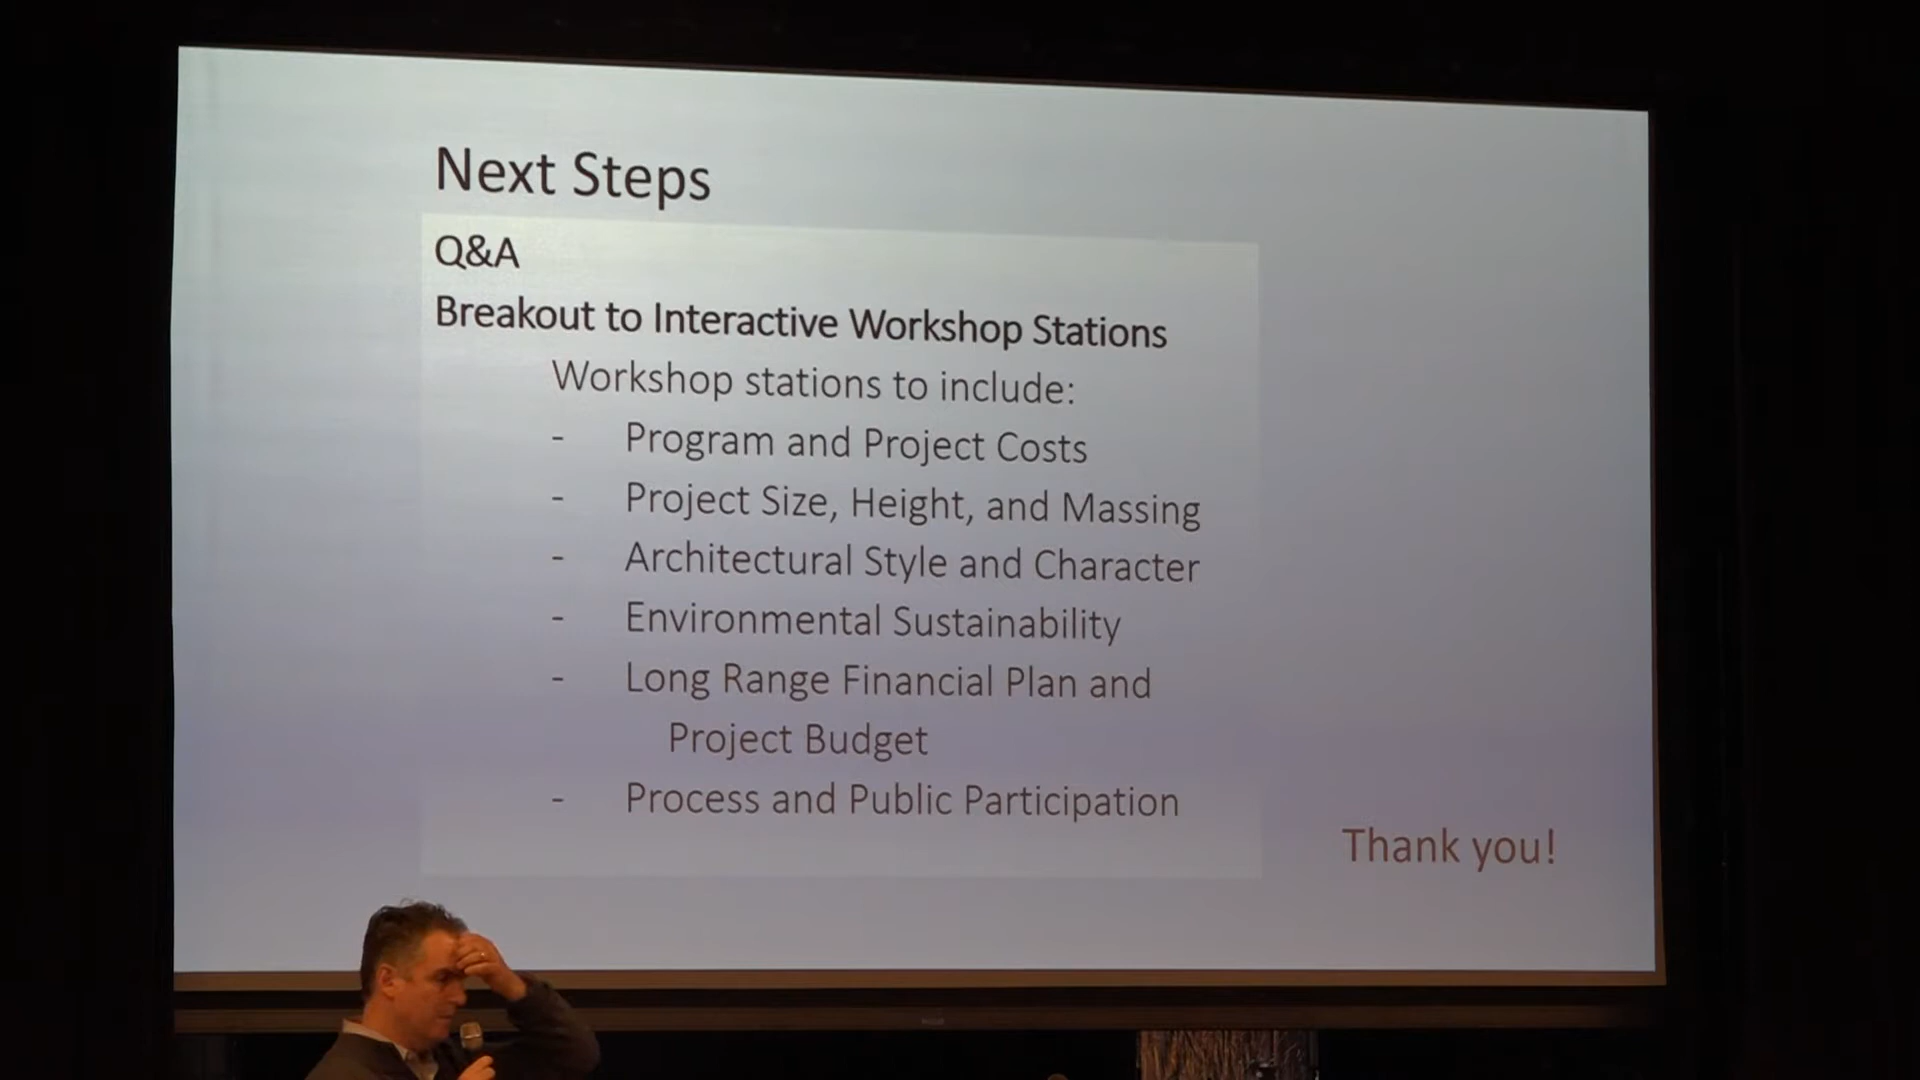 Next Steps
Q&A
Breakout to Interactive Workshop Stations
Workshop stations to include:
- Program and Project Costs
- Project Size, Height, and Massing
- Architectural Style and Character
- Environmental Sustainability
- Long Range Financial Plan and
Project Budget
- Process and Public Participation
Thank you!